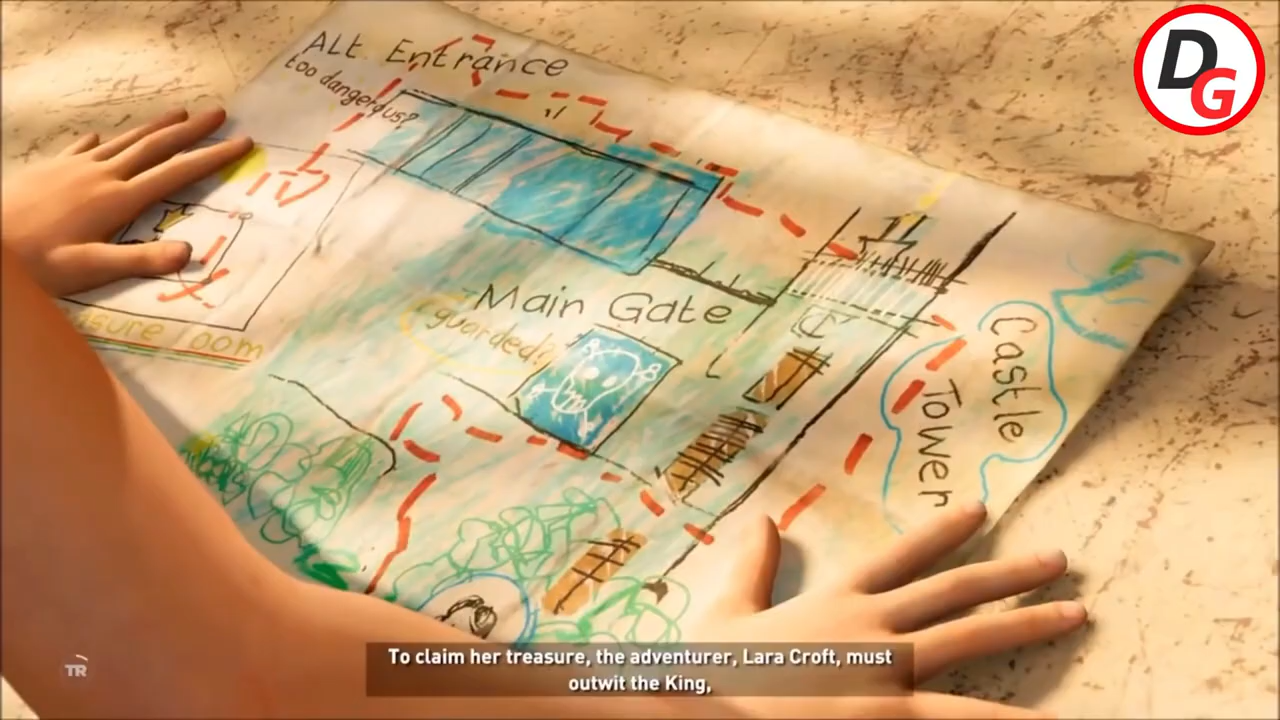 DG
ALt. Entrance
too dangerous?
Main Gate
(guarded)
Castle
Tower
TR
To claim her treasure, the adventurer, Lara Croft, must
outwit the King,